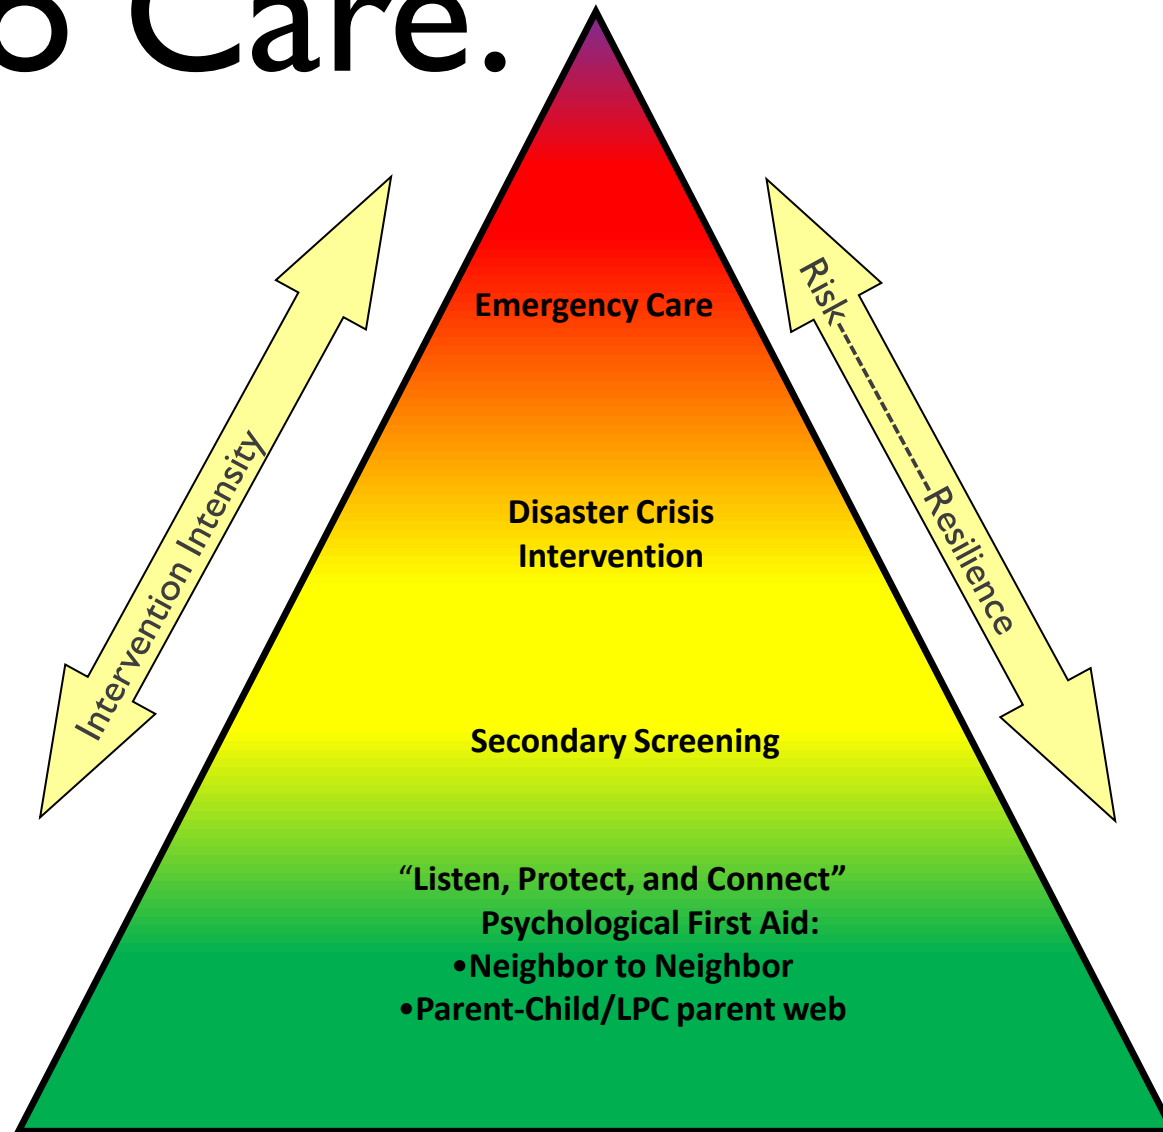 o Care.
Emergency Care
Risk-------------Resilience
Intervention Intensity
Disaster Crisis
Intervention
Secondary Screening
“Listen, Protect, and Connect”
Psychological First Aid:
•Neighbor to Neighbor
•Parent-Child/LPC parent web